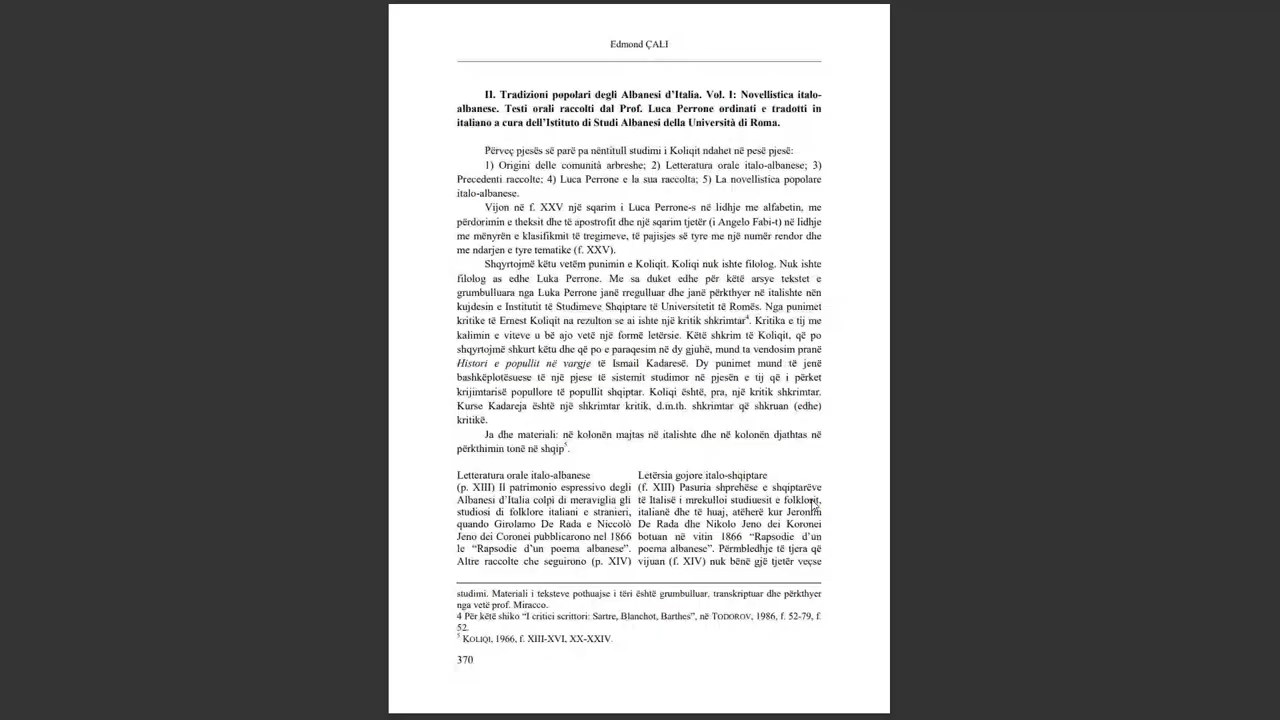 Edmond ÇALI
II. Tradizioni popolari degli Albanesi d’Italia. Vol. I: Novellistica italo-
albanese. Testi orali raccolti dal Prof. Luca Perrone ordinati e tradotti in
italiano a cura dell’Istituto di Studi Albanesi della Università di Roma.
Përveç pjesës së parë pa nëntitull studimi i Koliqit ndahet në pesë pjesë:
1) Origini delle comunità arbreshe; 2) Letteratura orale italo-albanese; 3)
Precedenti raccolte; 4) Luca Perrone e la sua raccolta; 5) La novellistica popolare
italo-albanese.
Vijon në f. XXV një sqarim i Luca Perrone-s në lidhje me alfabetin, me
përdorimin e theksit dhe të apostrofit dhe një sqarim tjetër (i Angelo Fabi-t) në lidhje
me mënyrën e klasifikmit të tregimeve, të pajisjes së tyre me një numër rendor dhe
me ndarjen e tyre tematike (f. XXV).
Shqyrtojmë këtu vetëm punimin e Koliqit. Koliqi nuk ishte filolog. Nuk ishte
filolog as edhe Luka Perrone. Me sa duket edhe për këtë arsye tekstet e
grumbulluara nga Luka Perrone janë rregulluar dhe janë përkthyer në italishte nën
kujdesin e Institutit të Studimeve Shqiptare të Universitetit të Romës. Nga punimet
kritike të Ernest Koliqit na rezulton se ai ishte një kritik shkrimtar4. Kritika e tij me
kalimin e viteve u bë ajo vetë një formë letërsie. Këtë shkrim të Koliqit, që po
shqyrtojmë shkurt këtu dhe që po e paraqesim në dy gjuhë, mund ta vendosim pranë
Histori e popullit në vargje të Ismail Kadaresë. Dy punimet mund të jenë
bashkëplotësuese të një pjese të sistemit studimor në pjesën e tij që i përket
krijimtarisë popullore të popullit shqiptar. Koliqi është, pra, një kritik shkrimtar.
Kurse Kadareja është një shkrimtar kritik, d.m.th. shkrimtar që shkruan (edhe)
kritikë.
Ja dhe materiali: në kolonën majtas në italishte dhe në kolonën djathtas në
përkthimin tonë në shqip5.
Letteratura orale italo-albanese
(p. XIII) Il patrimonio espressivo degli
Albanesi d’Italia colpì di meraviglia gli
studiosi di folklore italiani e stranieri,
quando Girolamo De Rada e Niccolò
Jeno dei Coronei pubblicarono nel 1866
le “Rapsodie d’un poema albanese”.
Altre raccolte che seguirono (p. XIV)
Letërsia gojore italo-shqiptare
(f. XIII) Pasuria shprehëse e shqiptarëve
të Italisë i mrekulloi studiuesit e folklorit,
italianë dhe të huaj, atëherë kur Jeronim
De Rada dhe Nikolo Jeno dei Koronei
botuan në vitin 1866 “Rapsodie d’un
poema albanese”. Përmbledhje të tjera që
vijuan (f. XIV) nuk bënë gjë tjetër veçse
studimi. Materiali i teksteve pothuajse i tëri është grumbulluar, transkriptuar dhe përkthyer
nga vetë prof. Miracco.
4 Për këtë shiko “I critici scrittori: Sartre, Blanchot, Barthes”, në TODOROV, 1986, f. 52-79, f.
52.
5 KOLIQI, 1966, f. XIII-XVI, XX-XXIV.
370